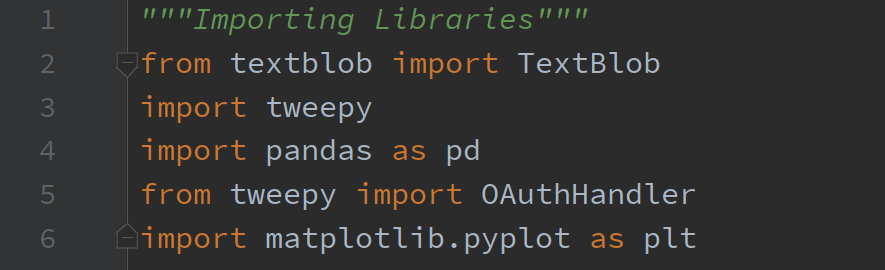 1 """Importing Libraries"""
2 from textblob import TextBlob
3 import tweepy
4 import pandas as pd
5 from tweepy import OAuthHandler
6 import matplotlib.pyplot as plt